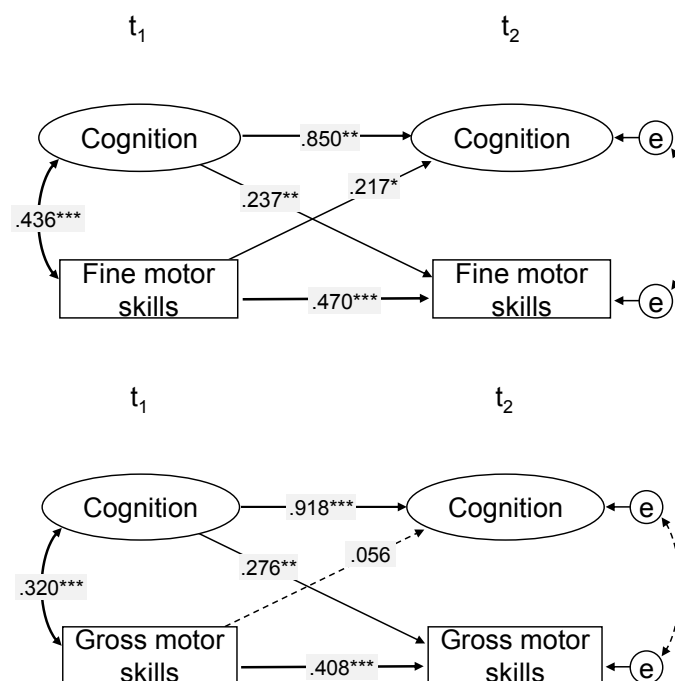 t₁ t₂
Cognition .850** Cognition e
.237** .217*
.436***
Fine motor Fine motor
skills .470*** skills e
t₁ t₂
Cognition .918*** Cognition e
.276** .056
.320***
Gross motor Gross motor
skills .408*** skills e